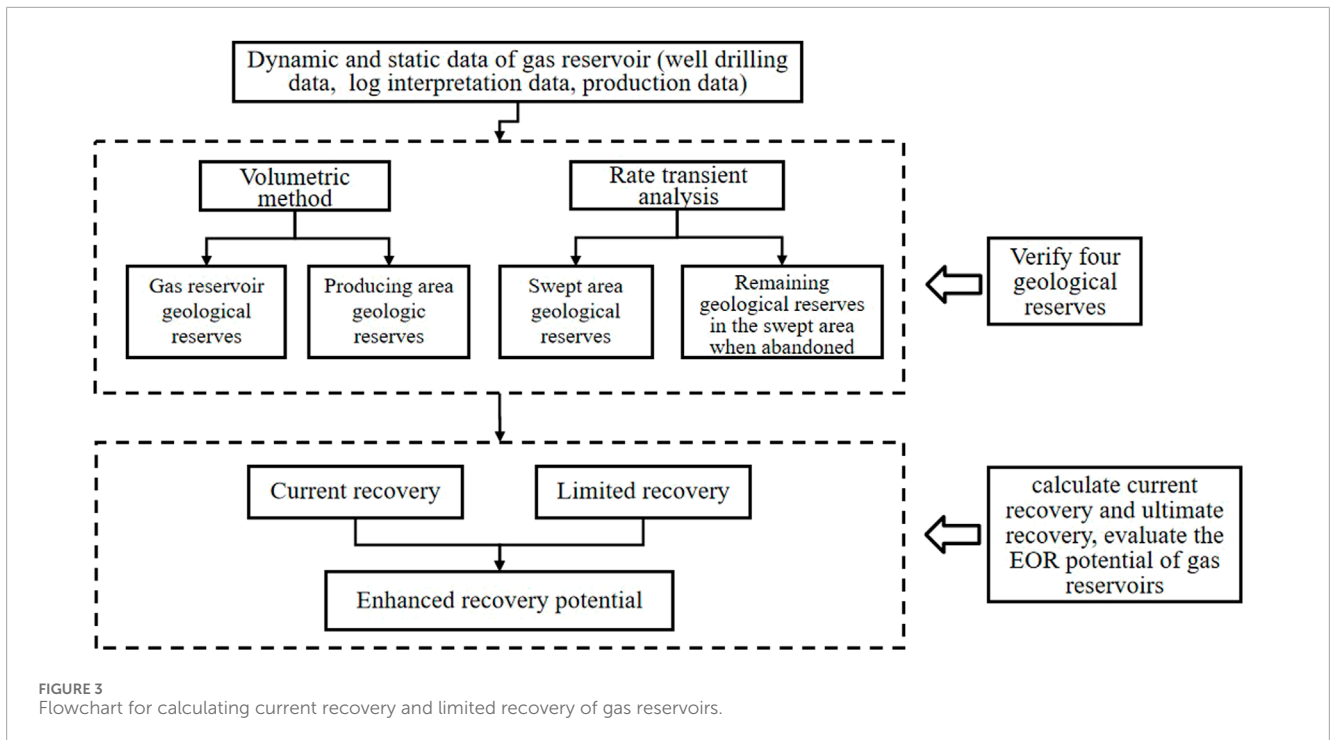 Dynamic and static data of gas reservoir (well drilling
data, log interpretation data, production data)
Volumetric
method
Rate transient
analysis
Gas reservoir
geological
reserves
Producing area
geologic
reserves
Swept area
geological
reserves
Remaining
geological reserves
in the swept area
when abandoned
Verify four
geological
reserves
Current recovery
Limited recovery
Enhanced recovery potential
calculate current
recovery and ultimate
recovery, evaluate the
EOR potential of gas
reservoirs
FIGURE 3
Flowchart for calculating current recovery and limited recovery of gas reservoirs.